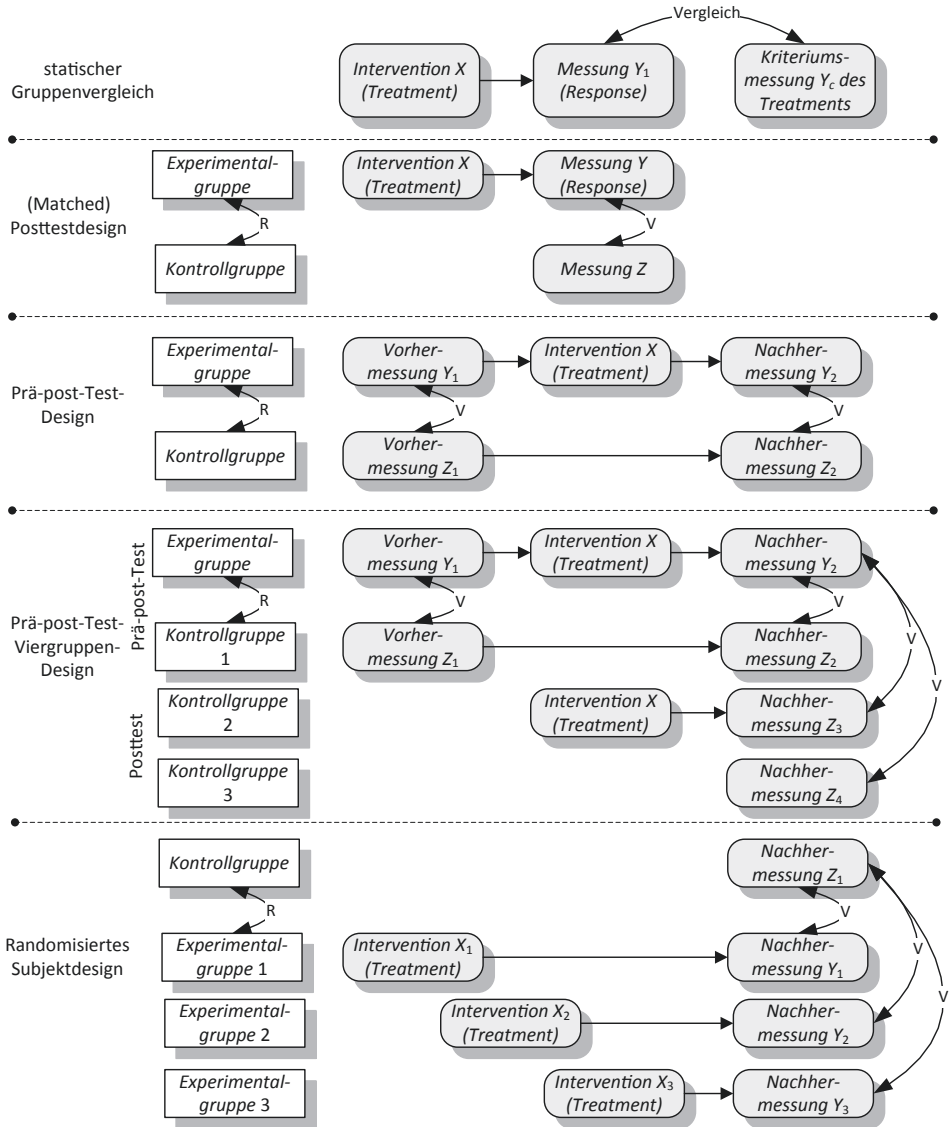 Vergleich
statischer
Gruppenvergleich
Intervention X
(Treatment)
Messung Y₁
(Response)
Kriteriums-
messung Y꜀ des
Treatments
(Matched)
Posttestdesign
Experimental-
gruppe
R
Kontrollgruppe
Intervention X
(Treatment)
Messung Y
(Response)
V
Messung Z
Prä-post-Test-
Design
Experimental-
gruppe
R
Kontrollgruppe
Vorher-
messung Y₁
Intervention X
(Treatment)
Nachher-
messung Y₂
V
V
Vorher-
messung Z₁
Nachher-
messung Z₂
Prä-post-Test-
Viergruppen-
Design
Prä-post-Test
Posttest
Experimental-
gruppe
R
Kontrollgruppe
1
Vorher-
messung Y₁
Intervention X
(Treatment)
Nachher-
messung Y₂
V
V
Vorher-
messung Z₁
Nachher-
messung Z₂
V
V
Kontrollgruppe
2
Intervention X
(Treatment)
Nachher-
messung Z₃
Kontrollgruppe
3
Nachher-
messung Z₄
Randomisiertes
Subjektdesign
Kontrollgruppe
R
Nachher-
messung Z₁
V
Experimental-
gruppe 1
Intervention X₁
(Treatment)
Nachher-
messung Y₁
V
V
Experimental-
gruppe 2
Intervention X₂
(Treatment)
Nachher-
messung Y₂
Experimental-
gruppe 3
Intervention X₃
(Treatment)
Nachher-
messung Y₃